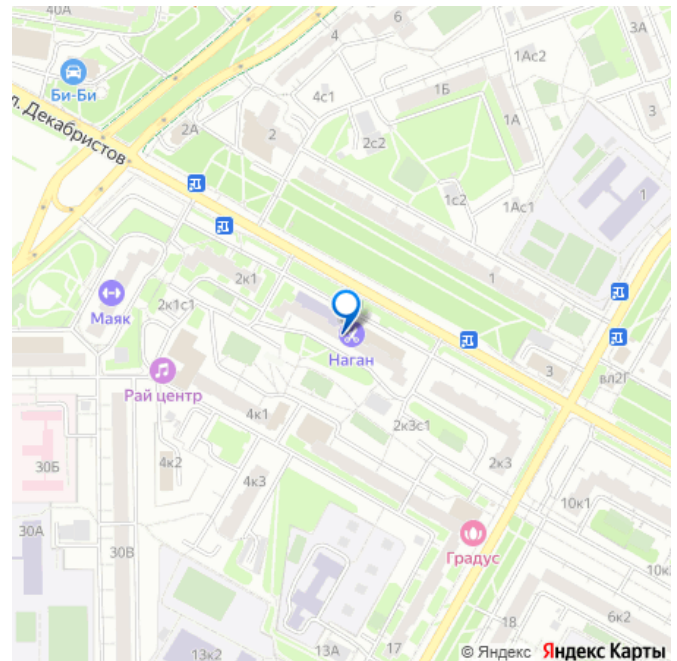 40А
6
4
1Ас2
3А
Би-Би
4с1
1Б
3
л. Декабристов
2А
2
2с2
1А
1
1с2
1Ас1
2к1
1
Маяк
2к1с1
Наган
3
вл2Г
Рай центр
4к1
2к3с1
2к3
30Б
4к2
4к3
10к1
30А
30В
Градус
10к
18
6к2
13к2
13А
17
© Яндекс Яндекс Карты